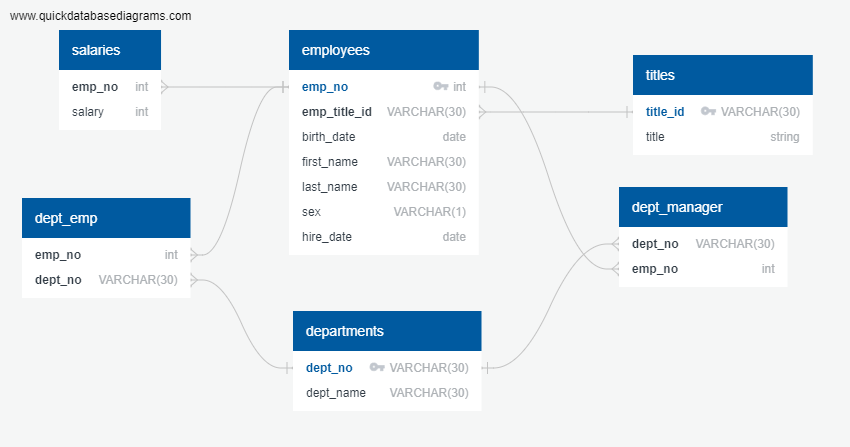 www.quickdatabasediagrams.com
salaries
emp_no int
salary int
employees
emp_no int
emp_title_id VARCHAR(30)
birth_date date
first_name VARCHAR(30)
last_name VARCHAR(30)
sex VARCHAR(1)
hire_date date
titles
title_id VARCHAR(30)
title string
dept_emp
emp_no int
dept_no VARCHAR(30)
dept_manager
dept_no VARCHAR(30)
emp_no int
departments
dept_no VARCHAR(30)
dept_name VARCHAR(30)